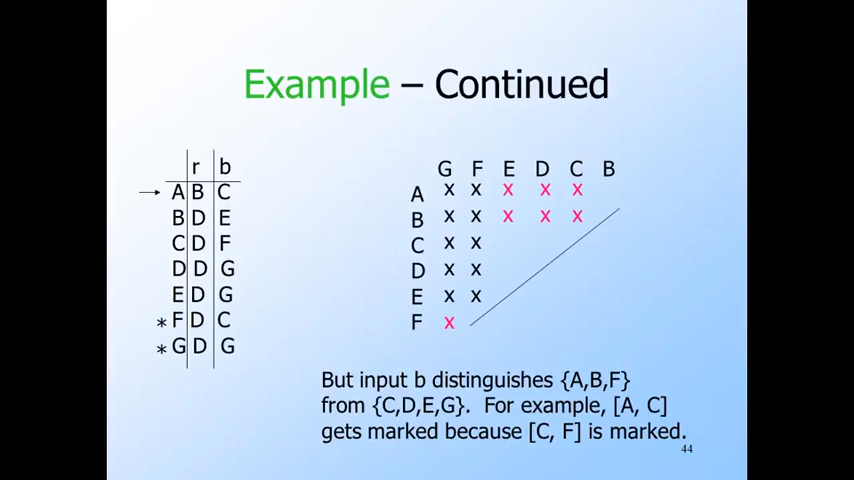 Example – Continued
r b
A B C
B D E
C D F
D D G
E D G
* F D C
* G D G
G F E D C B
A x x x x x
B x x x x x
C x x
D x x
E x x
F x
But input b distinguishes {A,B,F}
from {C,D,E,G}. For example, [A, C]
gets marked because [C, F] is marked.
44